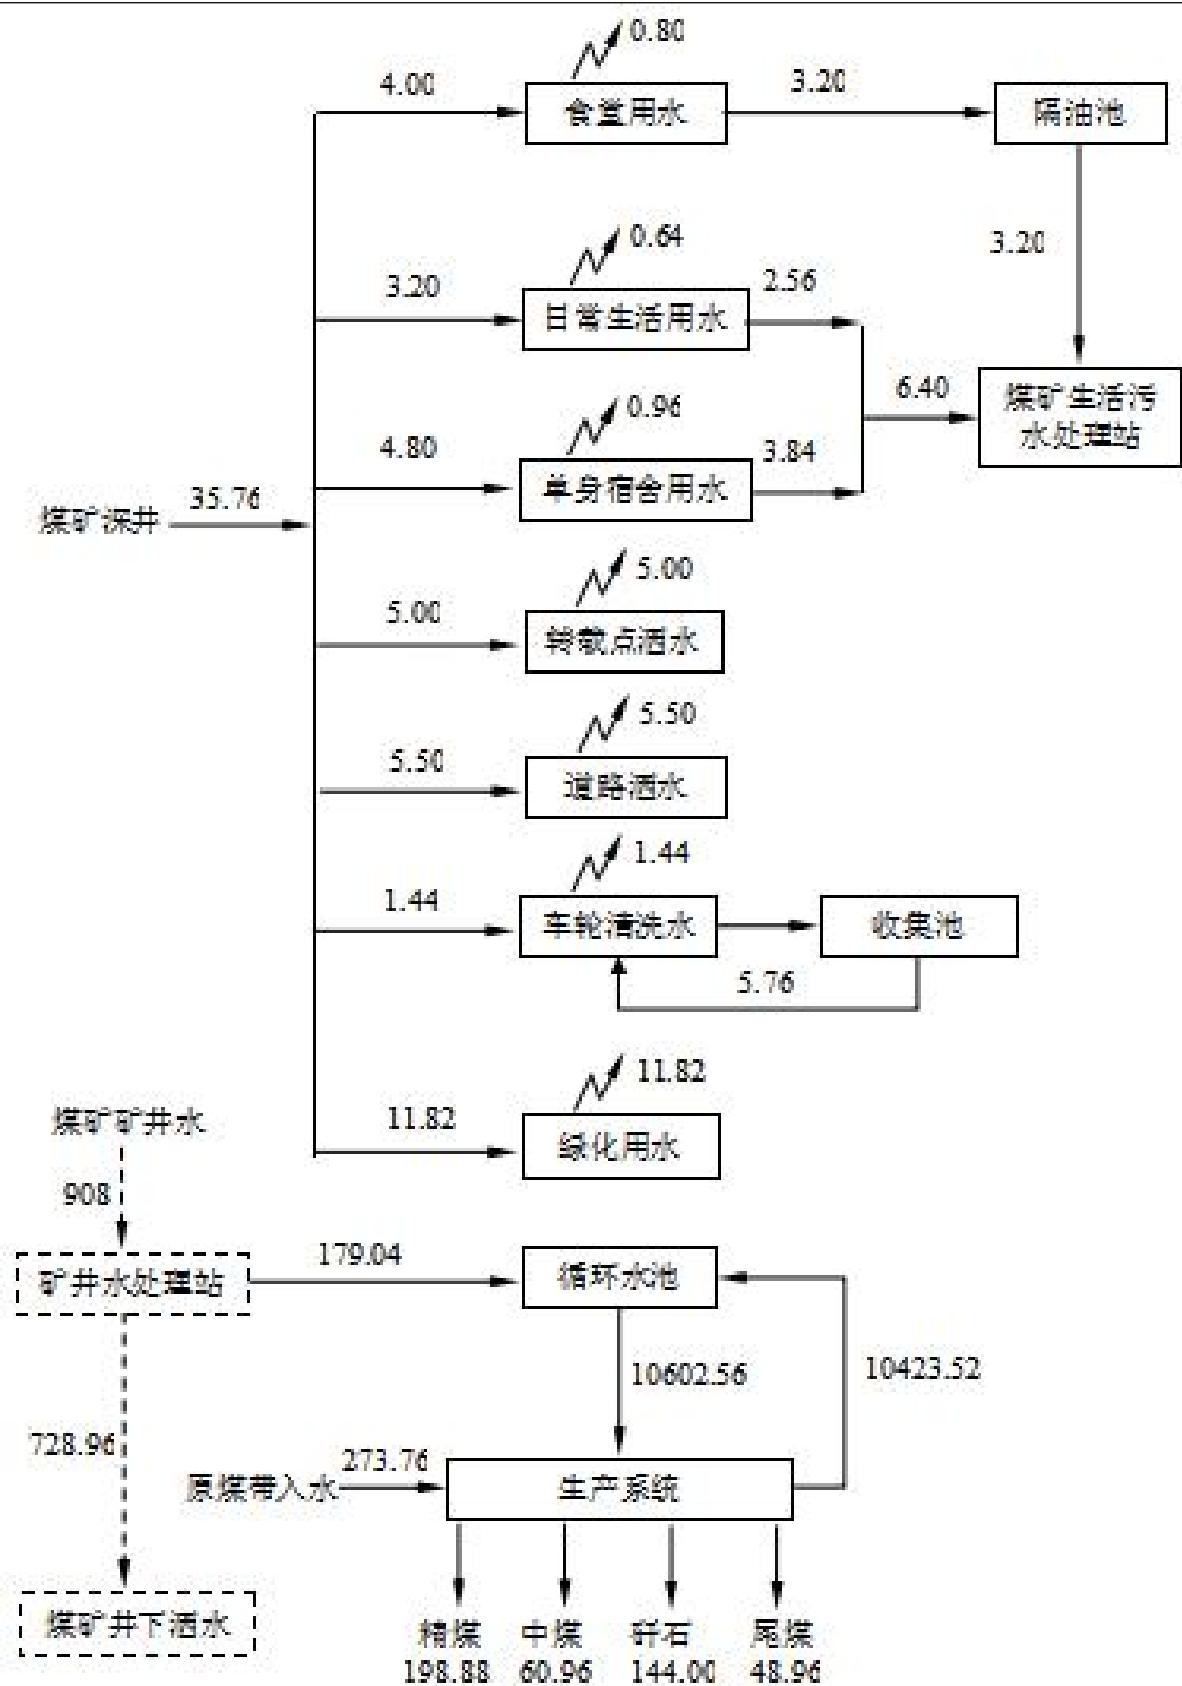 0.80
4.00
食堂用水
3.20
隔油池
3.20
0.64
3.20
日常生活用水
2.56
6.40
煤矿生活污
水处理站
0.96
4.80
单身宿舍用水
3.84
煤矿深井
35.76
5.00
5.00
转载点洒水
5.50
5.50
道路洒水
1.44
1.44
车轮清洗水
收集池
5.76
11.82
11.82
绿化用水
煤矿矿井水
908
矿井水处理站
179.04
循环水池
10602.56
10423.52
728.96
原煤带入水
273.76
生产系统
煤矿井下洒水
精煤 中煤 矸石 尾煤
198.88 60.96 144.00 48.96